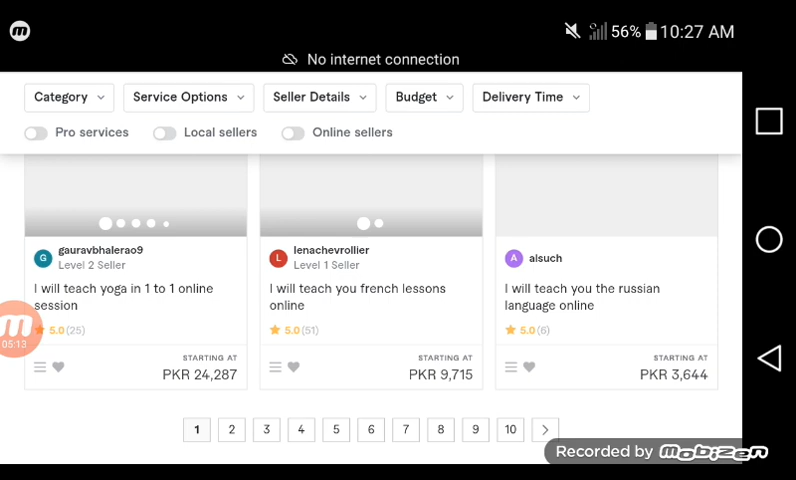 56% 10:27 AM
No internet connection
Category Service Options Seller Details Budget Delivery Time
Pro services Local sellers Online sellers
G gauravbhalerao9
Level 2 Seller
I will teach yoga in 1 to 1 online
session
5.0 (25)
STARTING AT
PKR 24,287
L lenachevrollier
Level 1 Seller
I will teach you french lessons
online
5.0 (51)
STARTING AT
PKR 9,715
A alsuch
I will teach you the russian
language online
5.0 (6)
STARTING AT
PKR 3,644
05:13
1 2 3 4 5 6 7 8 9 10
Recorded by mobizen